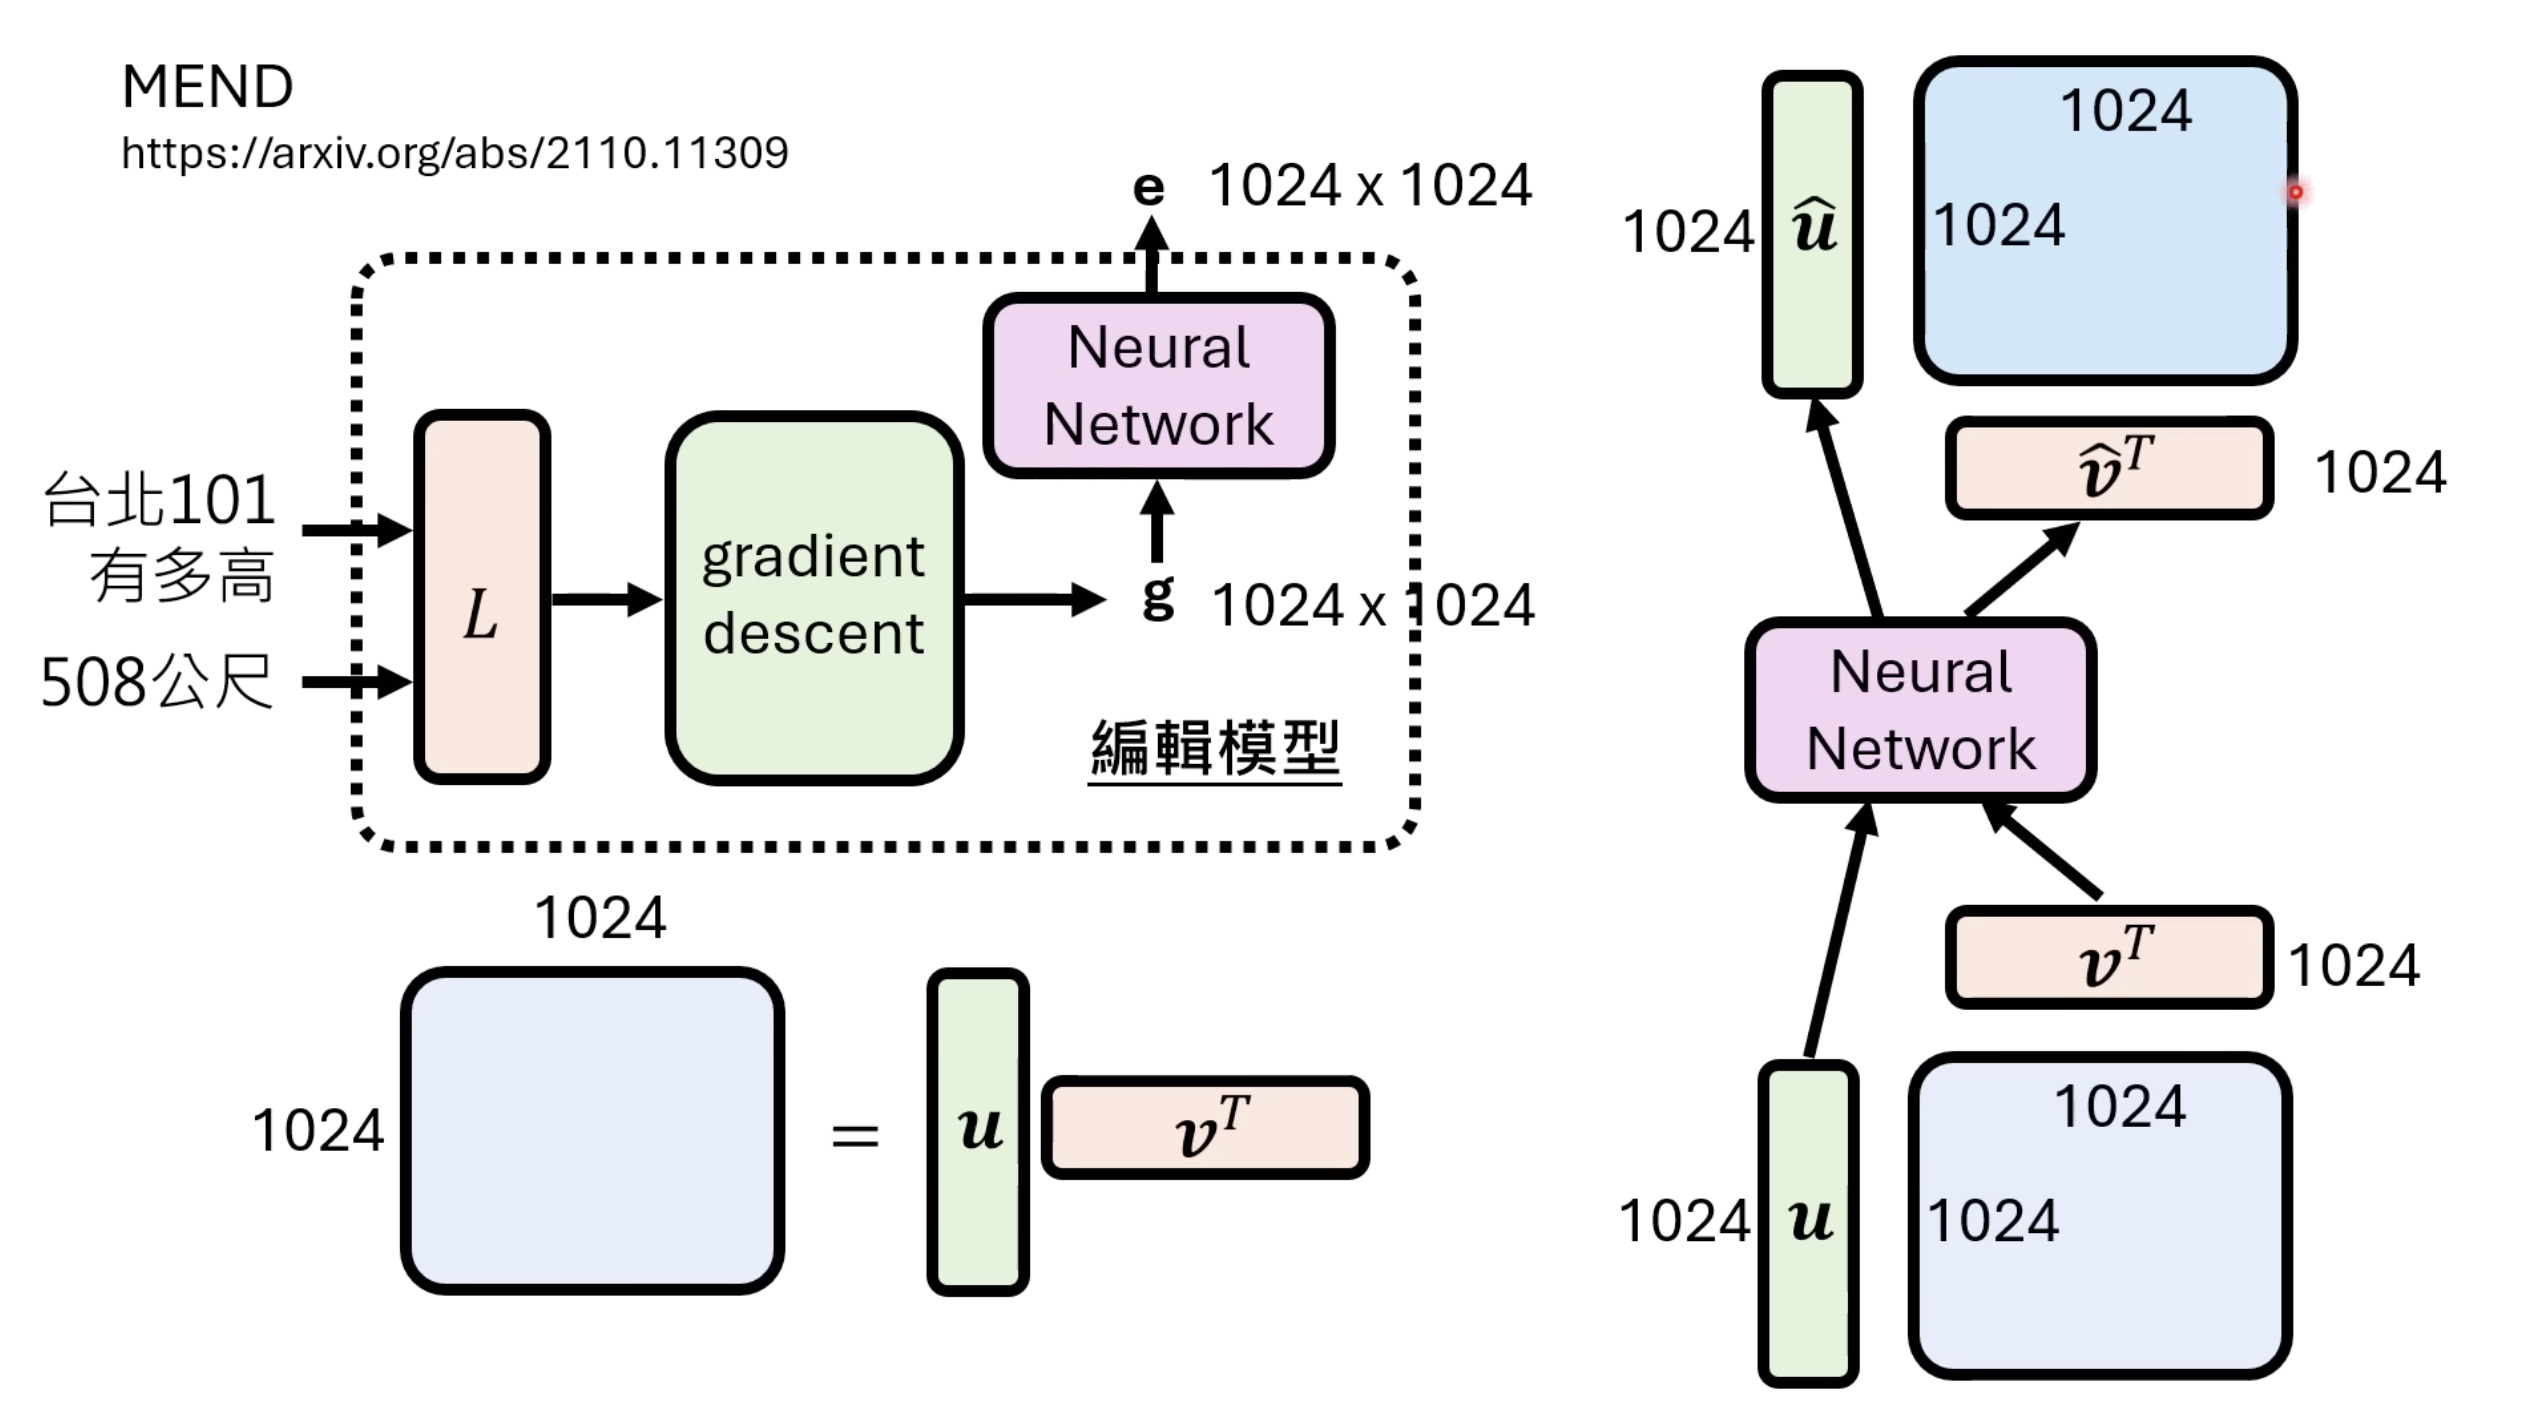 MEND
https://arxiv.org/abs/2110.11309
e 1024 x 1024
Neural
Network
台北101
有多高
508公尺
L
gradient
descent
g 1024 x 1024
編輯模型
1024
1024
=
u
v^T
1024
û
1024
1024
v̂^T
1024
Neural
Network
v^T
1024
1024
u
1024
1024